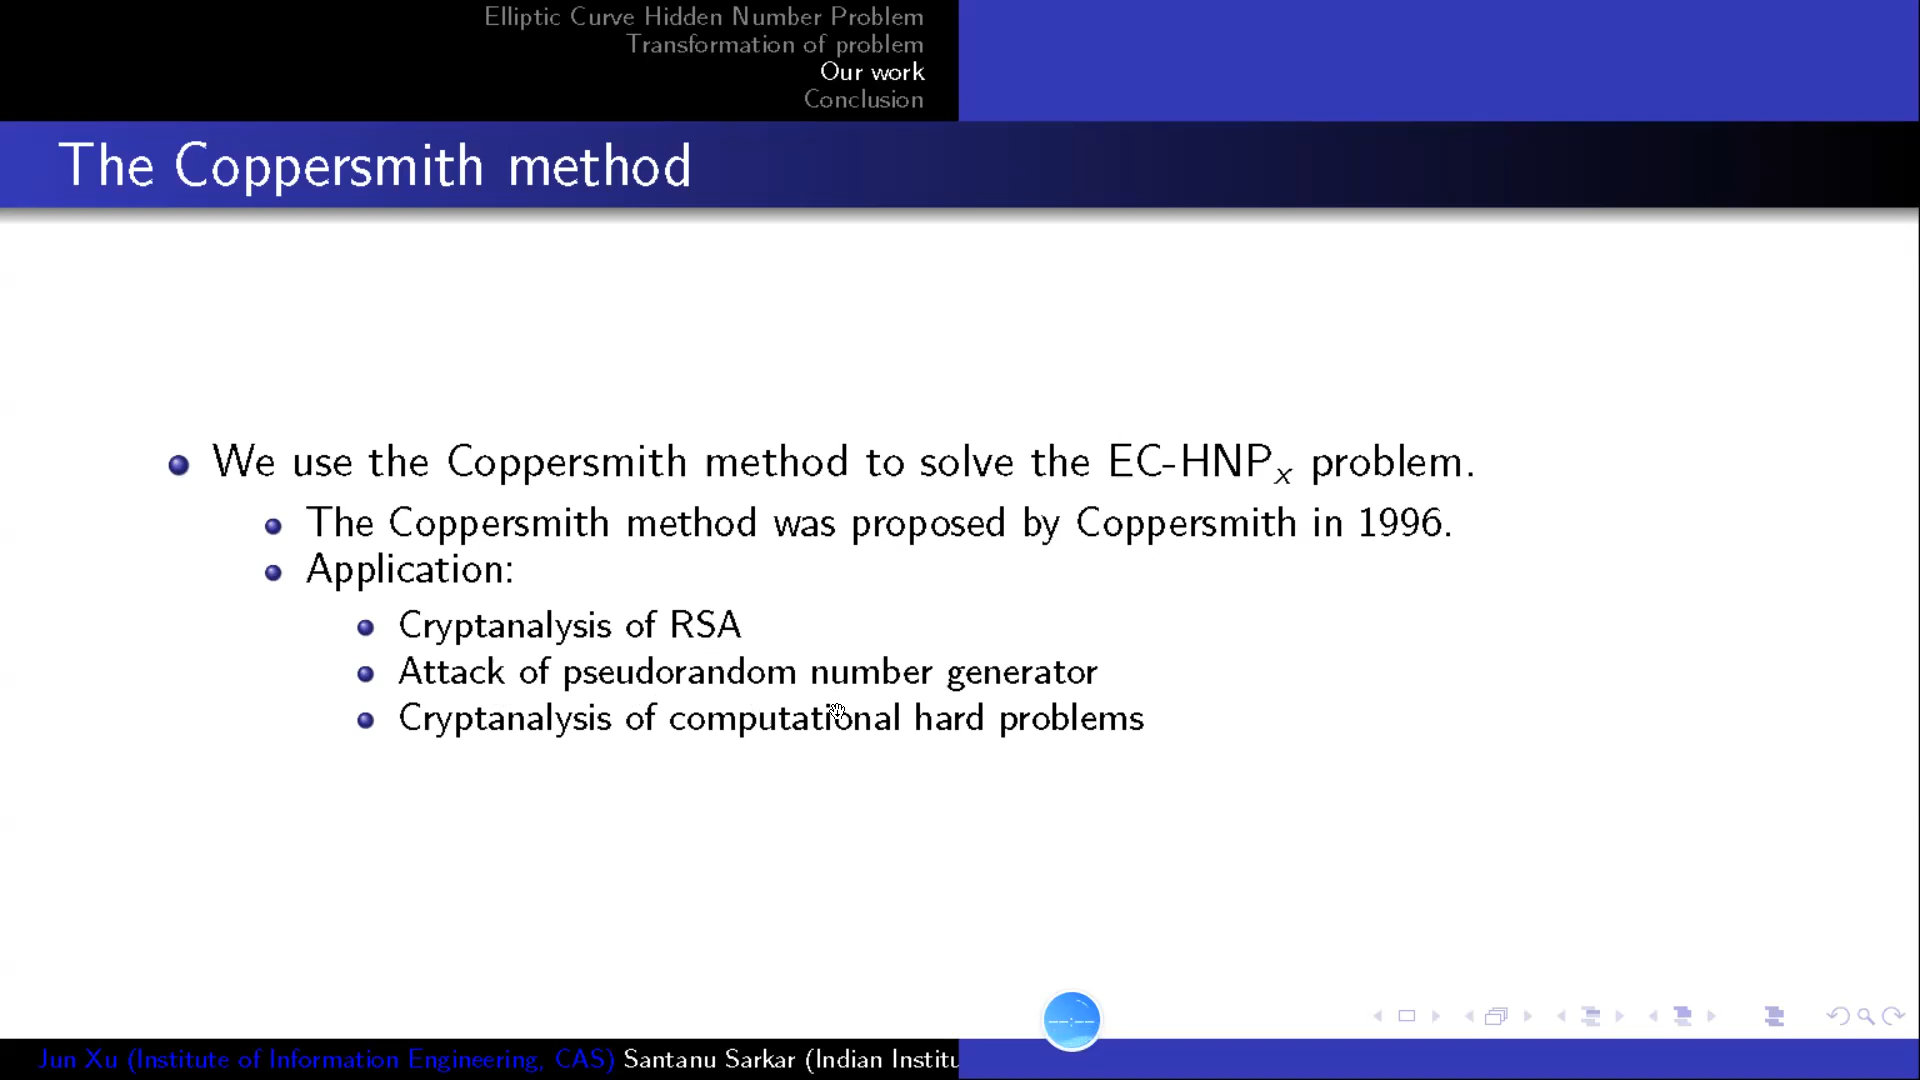 Elliptic Curve Hidden Number Problem
Transformation of problem
Our work
Conclusion
The Coppersmith method
We use the Coppersmith method to solve the EC-HNPₓ problem.
The Coppersmith method was proposed by Coppersmith in 1996.
Application:
Cryptanalysis of RSA
Attack of pseudorandom number generator
Cryptanalysis of computational hard problems
--:--
Jun Xu (Institute of Information Engineering, CAS) Santanu Sarkar (Indian Institu